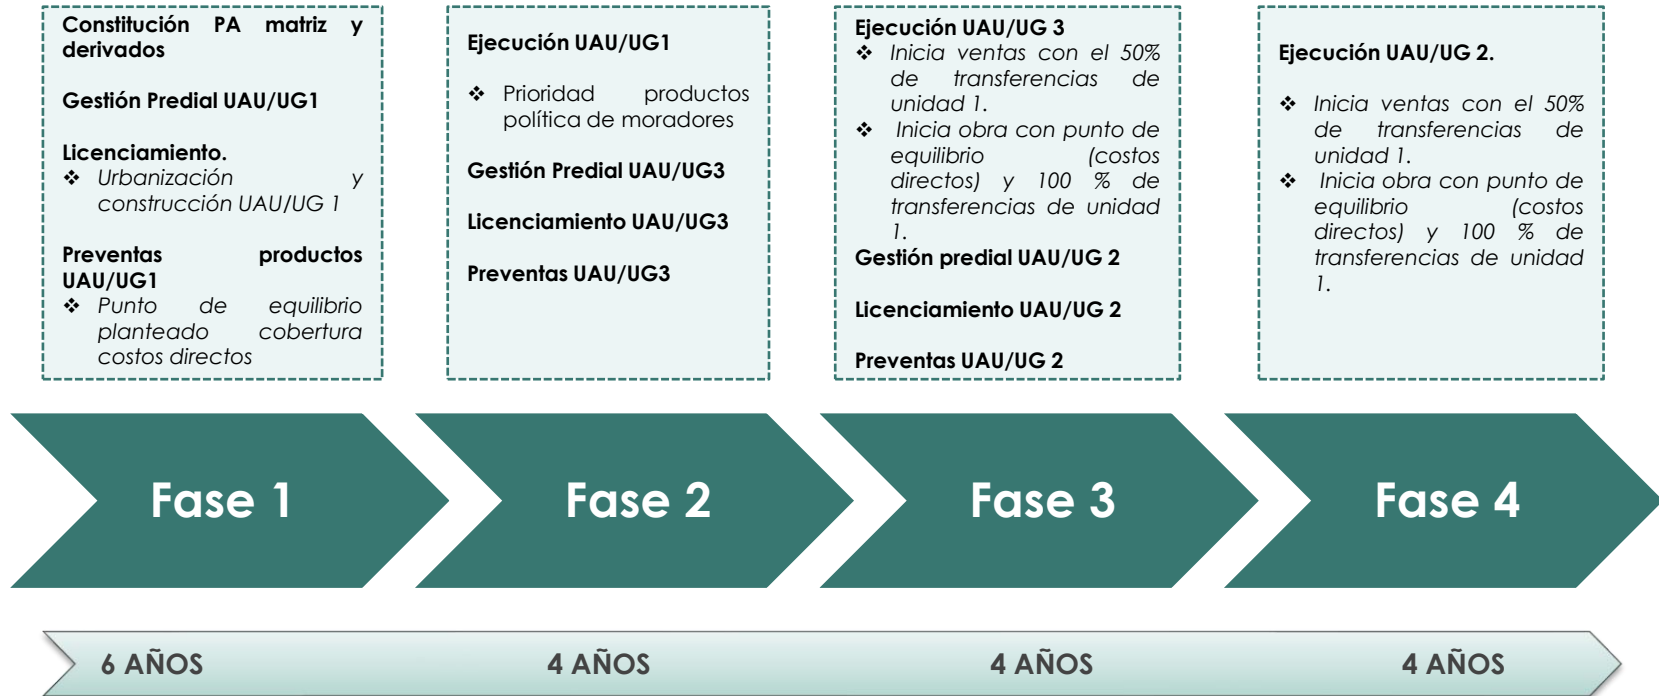 Constitución PA matriz y
derivados
Gestión Predial UAU/UG1
Licenciamiento.
❖ Urbanización y
construcción UAU/UG 1
Preventas productos
UAU/UG1
❖ Punto de equilibrio
planteado cobertura
costos directos
Ejecución UAU/UG1
❖ Prioridad productos
política de moradores
Gestión Predial UAU/UG3
Licenciamiento UAU/UG3
Preventas UAU/UG3
Ejecución UAU/UG 3
❖ Inicia ventas con el 50%
de transferencias de
unidad 1.
❖ Inicia obra con punto de
equilibrio (costos
directos) y 100 % de
transferencias de unidad
1.
Gestión predial UAU/UG 2
Licenciamiento UAU/UG 2
Preventas UAU/UG 2
Ejecución UAU/UG 2.
❖ Inicia ventas con el 50%
de transferencias de
unidad 1.
❖ Inicia obra con punto de
equilibrio (costos
directos) y 100 % de
transferencias de unidad
1.
Fase 1
Fase 2
Fase 3
Fase 4
6 AÑOS
4 AÑOS
4 AÑOS
4 AÑOS